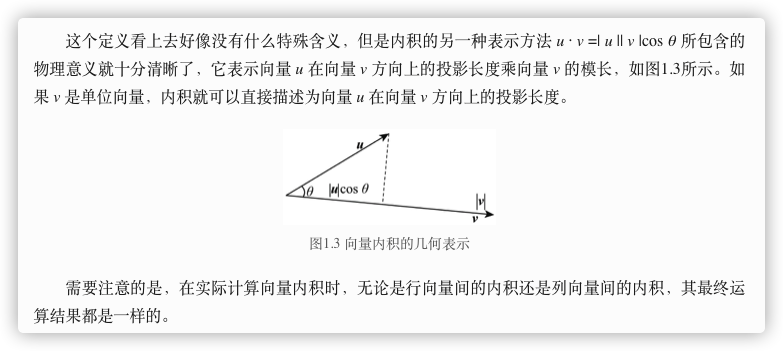 这个定义看上去好像没有什么特殊含义，但是内积的另一种表示方法 u · v =| u || v |cos θ 所包含的
物理意义就十分清晰了，它表示向量 u 在向量 v 方向上的投影长度乘向量 v 的模长，如图1.3所示。如
果 v 是单位向量，内积就可以直接描述为向量 u 在向量 v 方向上的投影长度。
u
θ |u|cos θ
|v|
v
图1.3 向量内积的几何表示
需要注意的是，在实际计算向量内积时，无论是行向量间的内积还是列向量间的内积，其最终运
算结果都是一样的。